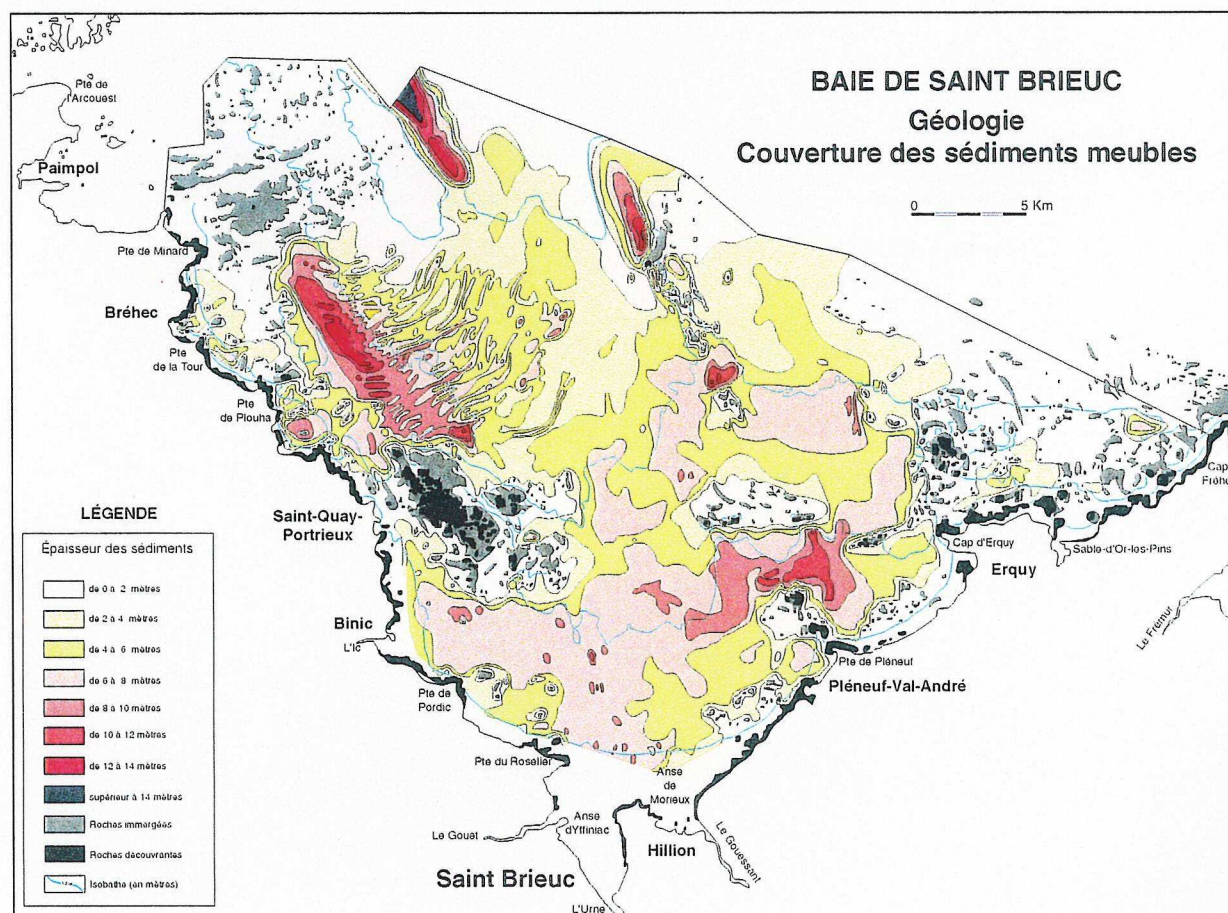 BAIE DE SAINT BRIEUC
Géologie
Couverture des sédiments meubles
0 5 Km
Pte de
l'Arcouest
Paimpol
Pte de Minard
Bréhec
Pte
de la Tour
Pte
de Plouha
Saint-Quay-
Portrieux
Binic
L'Ic
Pte de
Pordic
Pte du Roselier
Anse
de
Morieux
Anse
d'Yffiniac
Le Gouet
Hillion
Le Gouessant
Saint Brieuc
L'Urne
Cap
Fréhel
Cap d'Erquy
Sable-d'Or-les-Pins
Erquy
Le Frémur
Pte de Pléneuf
Pléneuf-Val-André
LÉGENDE
Épaisseur des sédiments
de 0 à 2 mètres
de 2 à 4 mètres
de 4 à 6 mètres
de 6 à 8 mètres
de 8 à 10 mètres
de 10 à 12 mètres
de 12 à 14 mètres
supérieur à 14 mètres
Roches immergées
Roches découvrantes
Isobathe (en mètres)